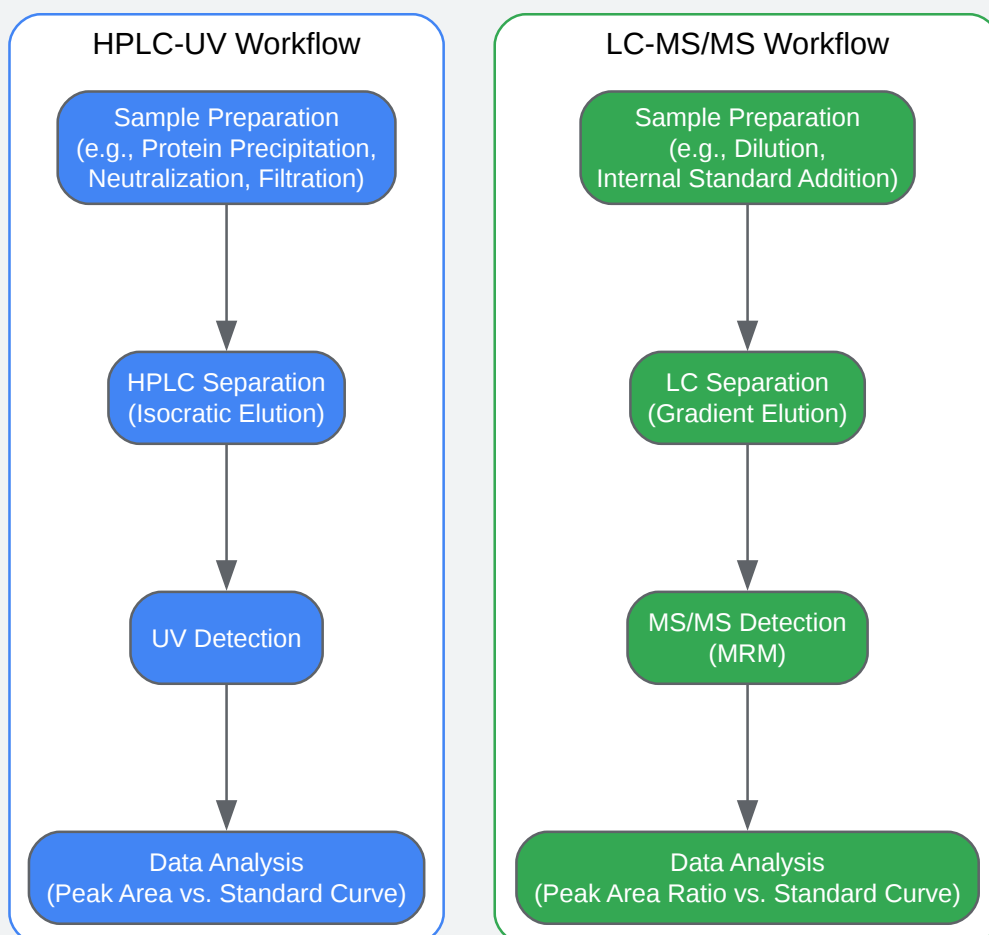 HPLC-UV Workflow
Sample Preparation
(e.g., Protein Precipitation,
Neutralization, Filtration)
HPLC Separation
(Isocratic Elution)
UV Detection
Data Analysis
(Peak Area vs. Standard Curve)
LC-MS/MS Workflow
Sample Preparation
(e.g., Dilution,
Internal Standard Addition)
LC Separation
(Gradient Elution)
MS/MS Detection
(MRM)
Data Analysis
(Peak Area Ratio vs. Standard Curve)